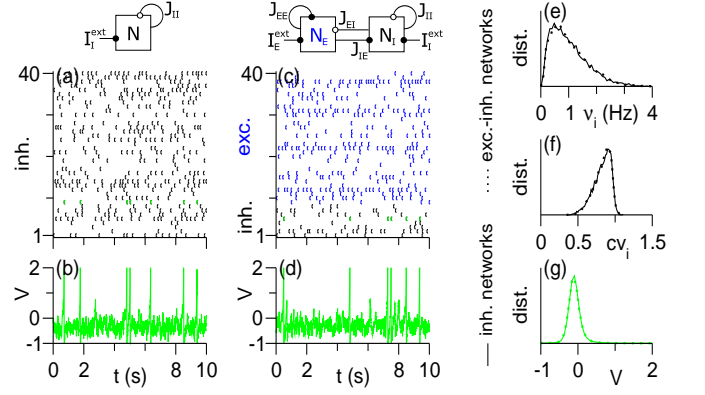 J_II
N
I_I^ext
J_EE
J_EI
J_II
I_E^ext
N_E
N_I
I_I^ext
J_IE
(a)
40
inh.
1
(b)
2
V
0
-1
0 2 4 6 8 10
t (s)
(c)
40
exc.
inh.
1
(d)
2
V
0
-1
0 2 4 6 8 10
t (s)
— inh. networks ···· exc.-inh. networks
(e)
dist.
0 1 ν_i (Hz) 4
(f)
dist.
0 0.5 cv_i 1.5
(g)
dist.
-1 0 V 2